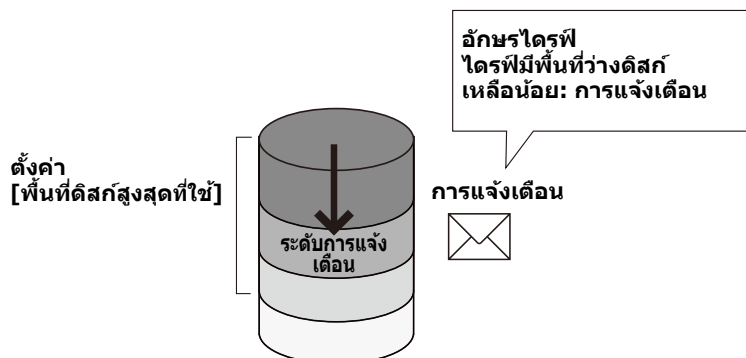 อักษรไดรฟ์
ไดรฟ์มีพื้นที่ว่างดิสก์
เหลือน้อย: การแจ้งเตือน
ตั้งค่า
[พื้นที่ดิสก์สูงสุดที่ใช้]
การแจ้งเตือน
ระดับการแจ้ง
เตือน